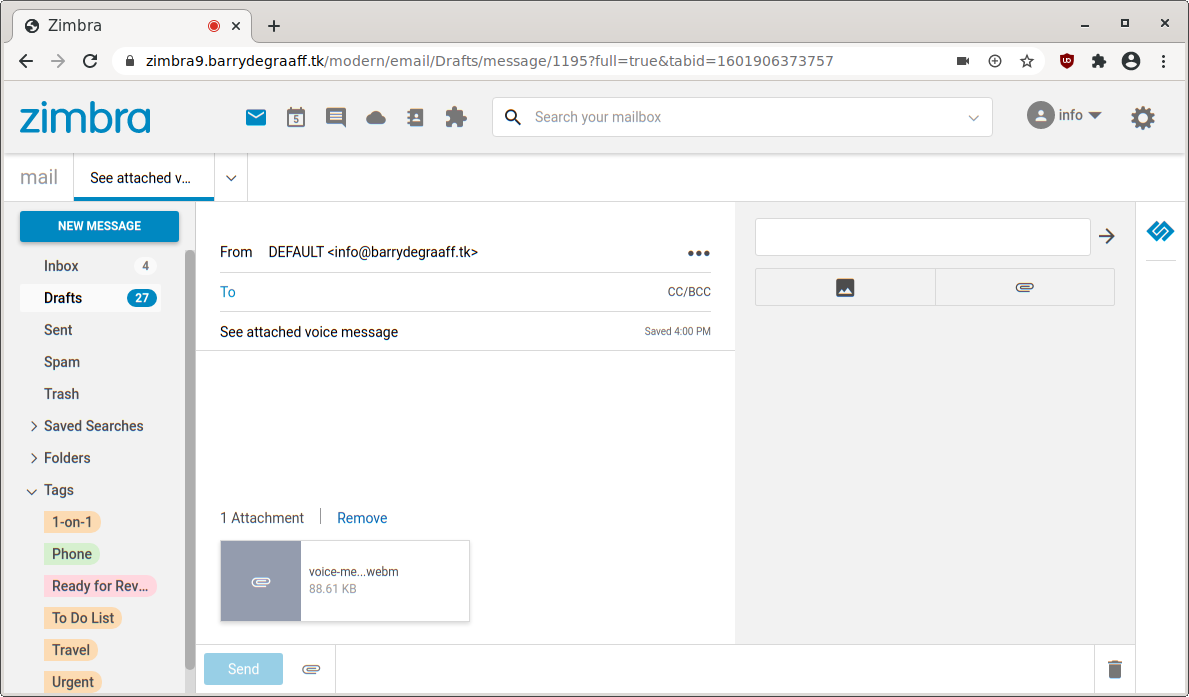 Zimbra
zimbra9.barrydegraaff.tk/modern/email/Drafts/message/1195?full=true&tabid=1601906373757
zimbra
5
Search your mailbox
info
mail
See attached v...
NEW MESSAGE
Inbox 4
Drafts 27
Sent
Spam
Trash
Saved Searches
Folders
Tags
1-on-1
Phone
Ready for Rev...
To Do List
Travel
Urgent
From DEFAULT <info@barrydegraaff.tk>
To CC/BCC
See attached voice message Saved 4:00 PM
1 Attachment Remove
voice-me...webm
88.61 KB
Send